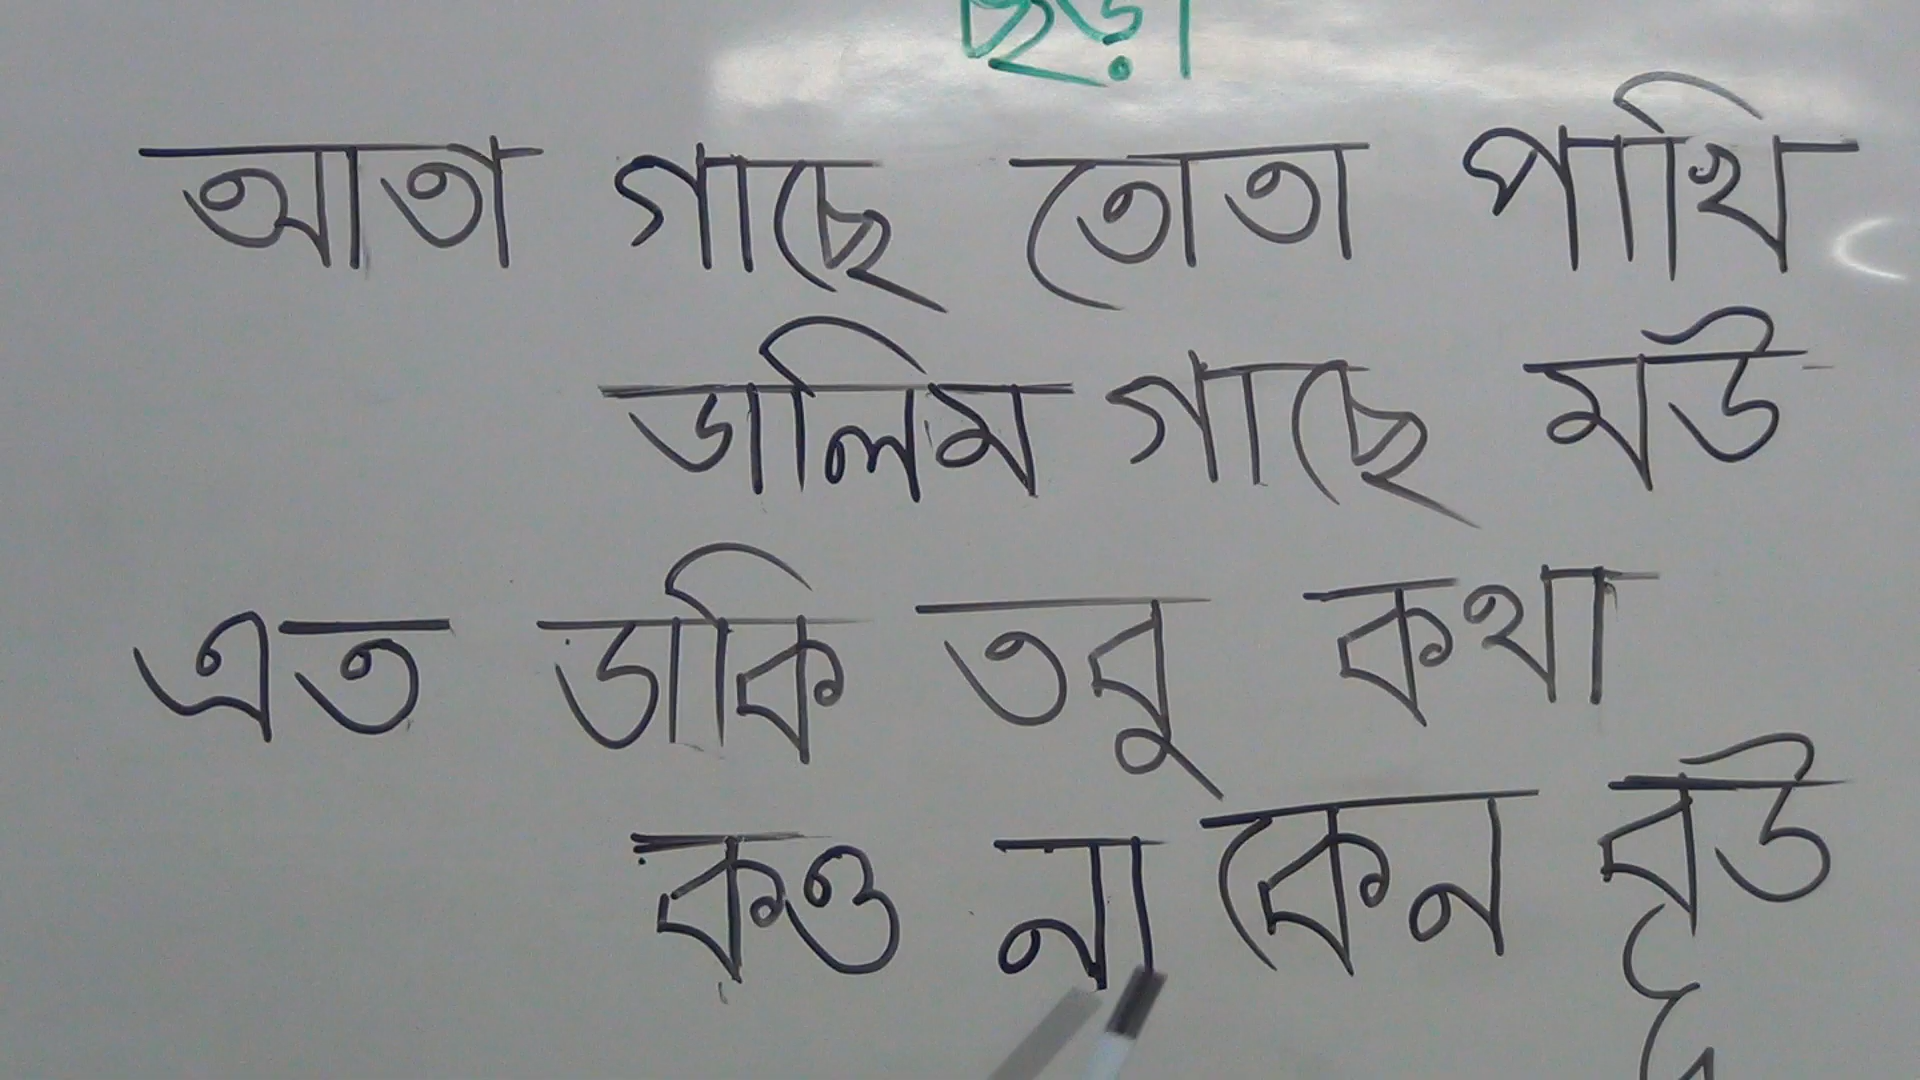 ছড়া
আতা গাছে তোতা পাখি
ডালিম গাছে মউ
এত ডাকি তবু কথা
কও না কেন বউ